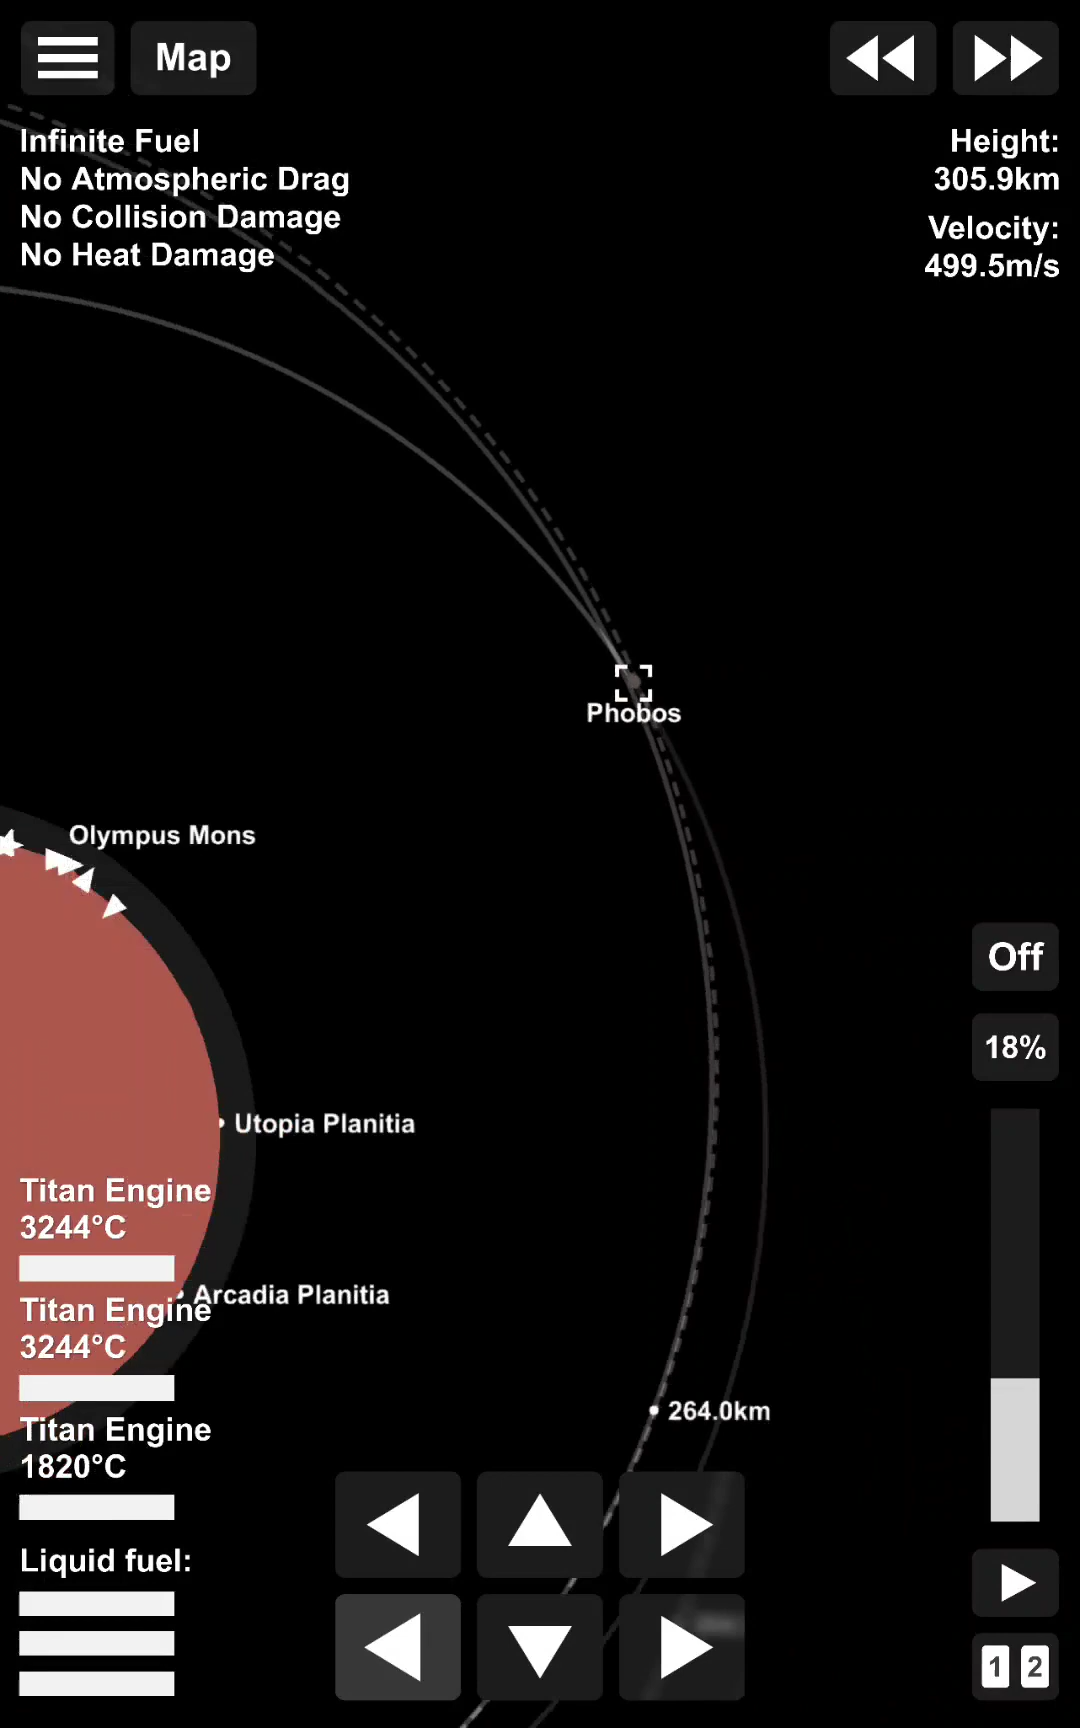 Map
Infinite Fuel
No Atmospheric Drag
No Collision Damage
No Heat Damage
Height:
305.9km
Velocity:
499.5m/s
Phobos
Olympus Mons
Off
18%
Utopia Planitia
Titan Engine
3244°C
Arcadia Planitia
Titan Engine
3244°C
264.0km
Titan Engine
1820°C
Liquid fuel:
1 2